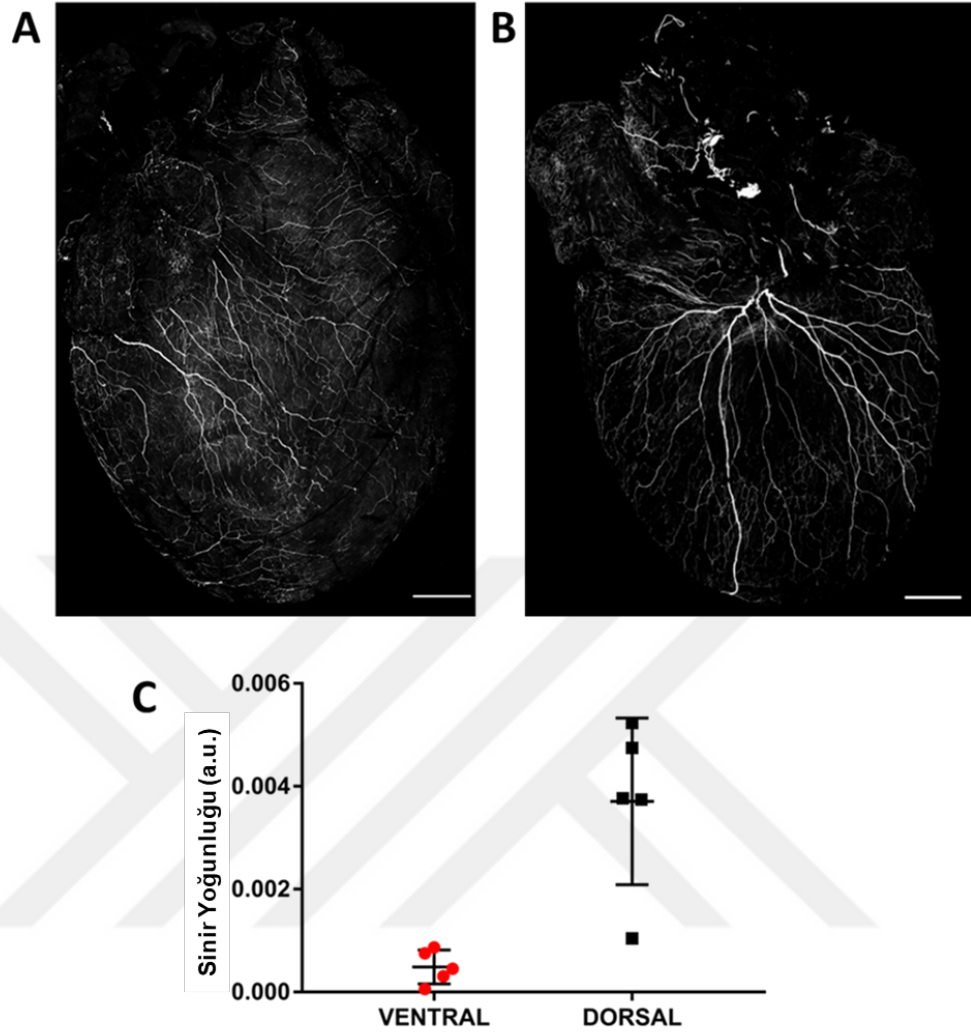 A
B
C
Sinir Yoğunluğu (a.u.)
0.006
0.004
0.002
0.000
VENTRAL
DORSAL